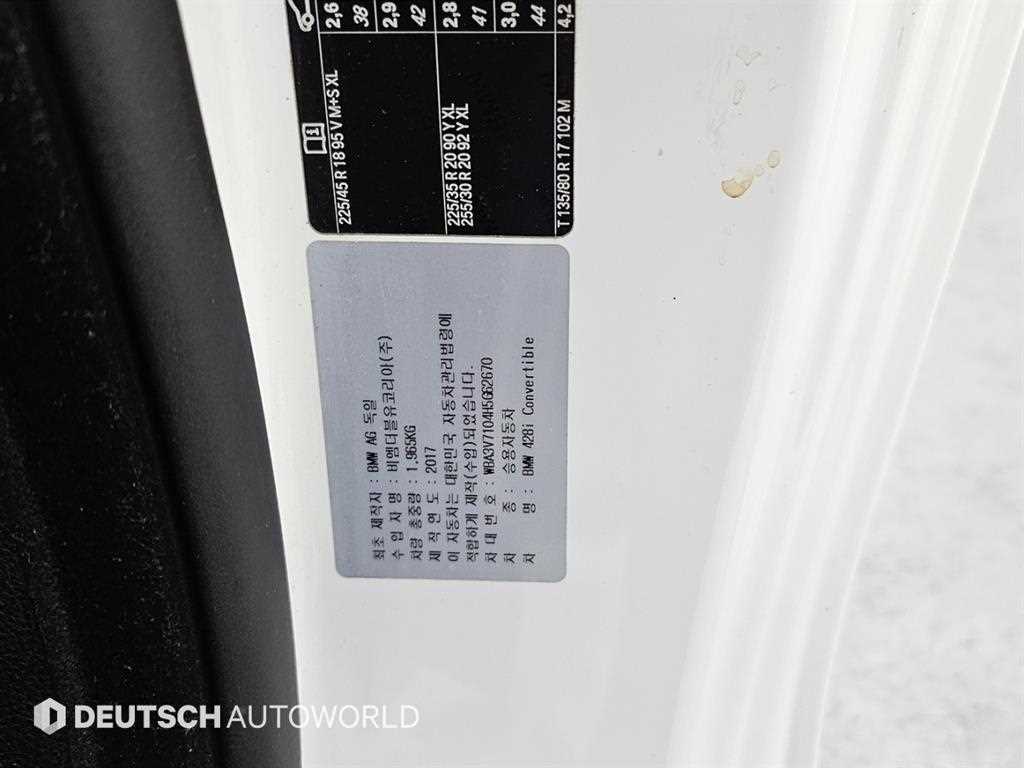 2,6
38
2,9
42
2,8
41
3,0
44
4,2
225/45 R 18 95 V M+S XL
225/35 R 20 90 Y XL
255/30 R 20 92 Y XL
T 135/80 R 17 102 M
최초 제작자 : BMW AG 독일
수 입 자 명 : 비엠더블유코리아(주)
차량 총중량 : 1.965KG
제 작 연 도 : 2017
이 자동차는 대한민국 자동차관리법령에
적합하게 제작(수입)되었습니다.
차 대 번 호 : WBA3V7104H5G62670
차 종 : 승용자동차
차 명 : BMW 428i Convertible
DEUTSCH AUTOWORLD